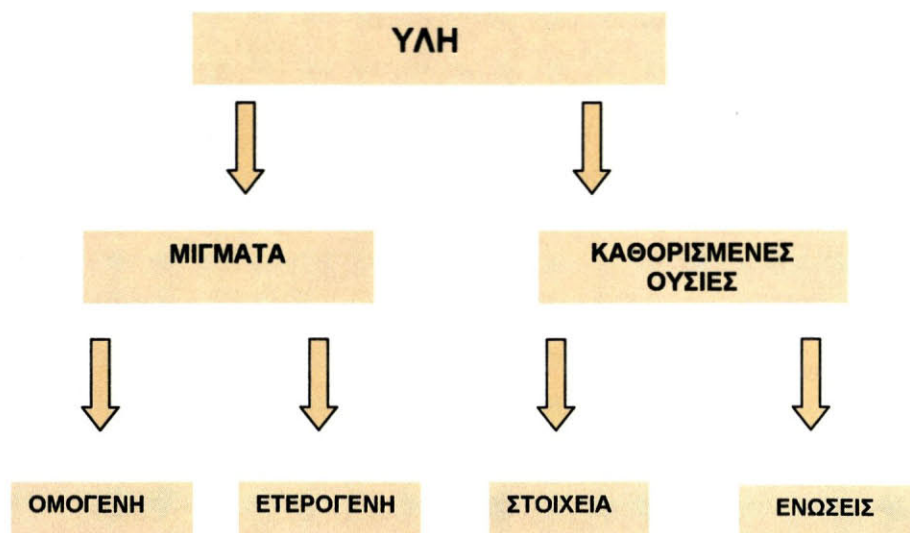 ΥΛΗ
ΜΙΓΜΑΤΑ
ΚΑΘΟΡΙΣΜΕΝΕΣ
ΟΥΣΙΕΣ
ΟΜΟΓΕΝΗ
ΕΤΕΡΟΓΕΝΗ
ΣΤΟΙΧΕΙΑ
ΕΝΩΣΕΙΣ